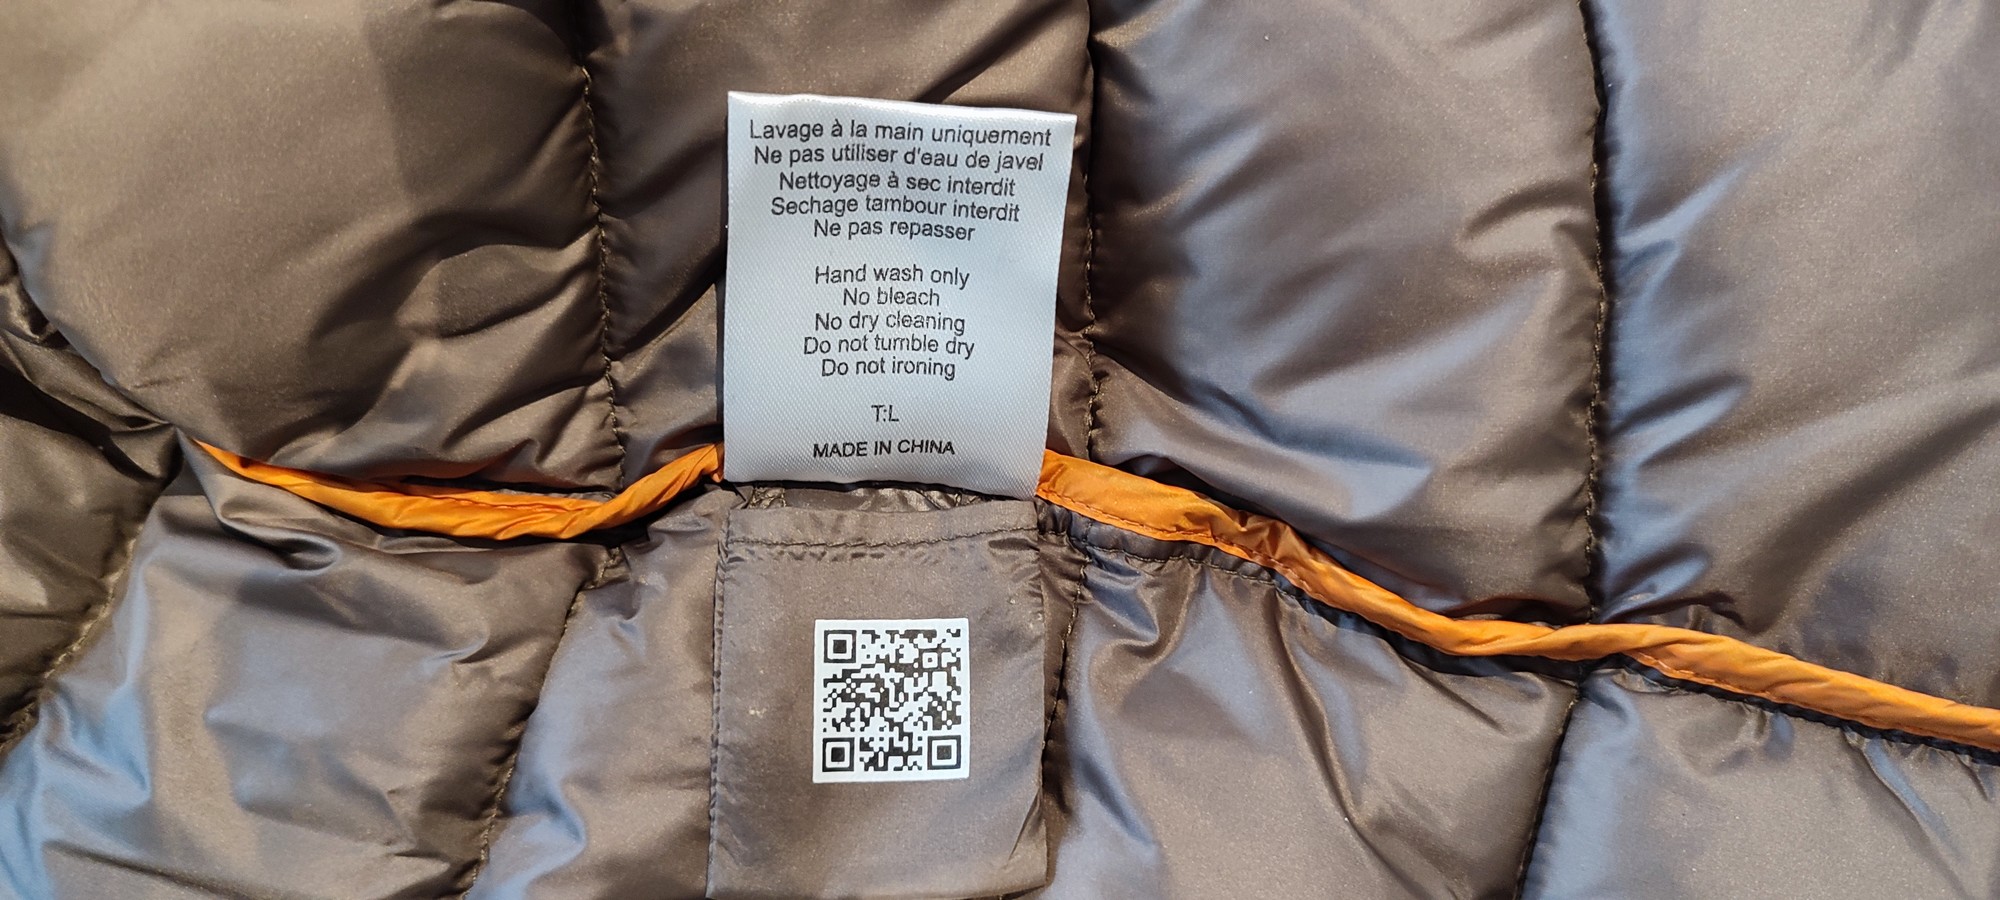 Lavage à la main uniquement
Ne pas utiliser d'eau de javel
Nettoyage à sec interdit
Sechage tambour interdit
Ne pas repasser
Hand wash only
No bleach
No dry cleaning
Do not tumble dry
Do not ironing
T:L
MADE IN CHINA